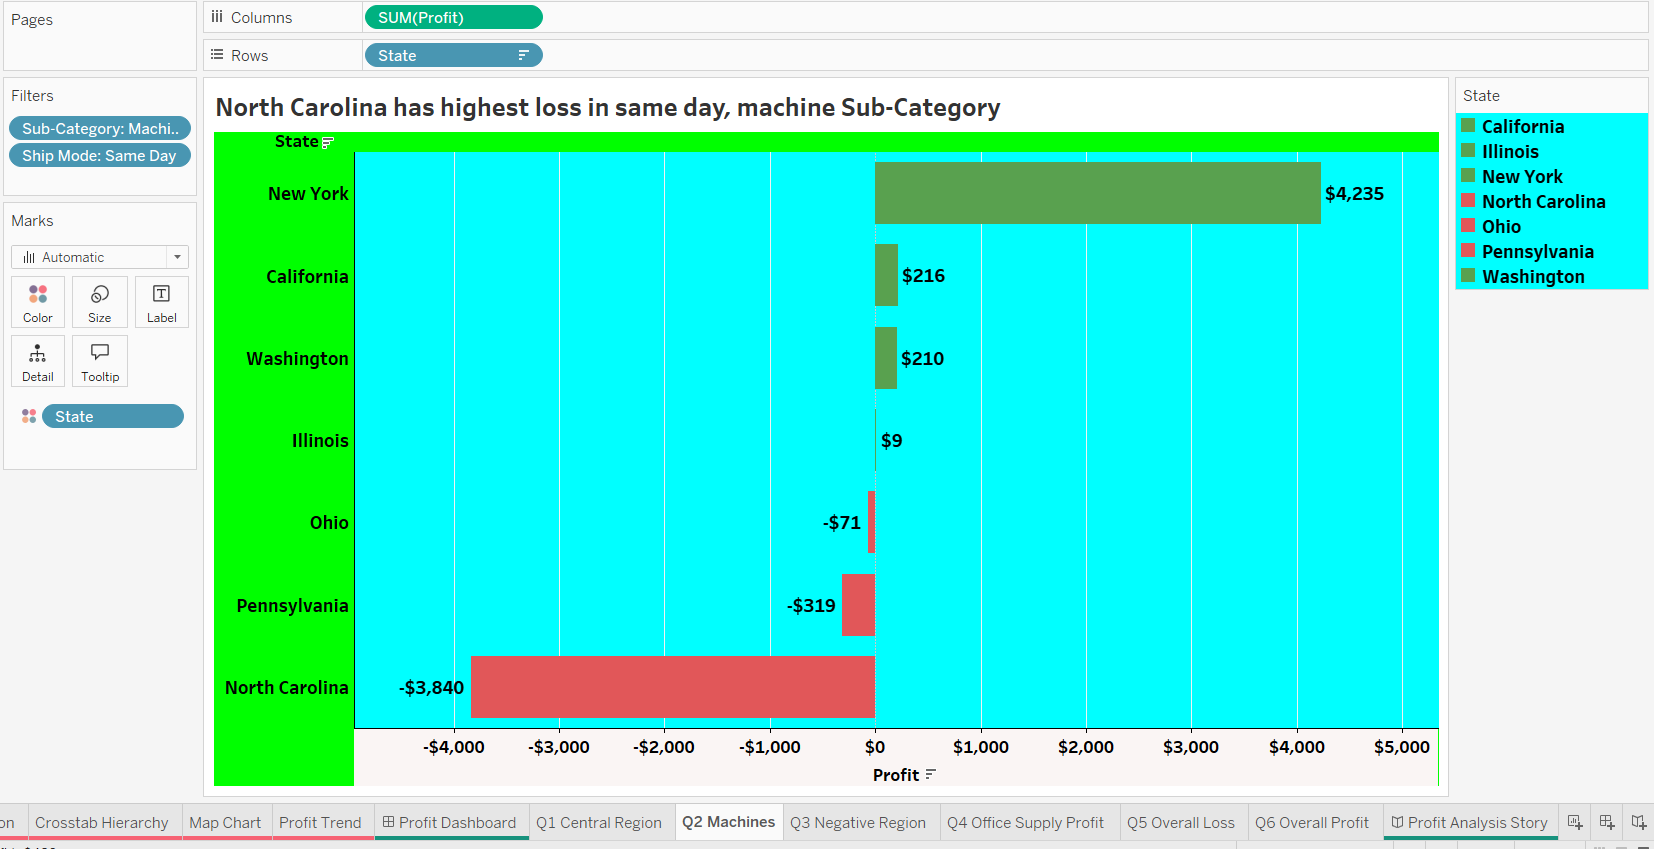 Pages
Columns
SUM(Profit)
Rows
State
Filters
Sub-Category: Machi..
Ship Mode: Same Day
Marks
Automatic
Color
Size
Label
Detail
Tooltip
State
North Carolina has highest loss in same day, machine Sub-Category
State
New York
$4,235
California
$216
Washington
$210
Illinois
$9
Ohio
-$71
Pennsylvania
-$319
North Carolina
-$3,840
-$4,000 -$3,000 -$2,000 -$1,000 $0 $1,000 $2,000 $3,000 $4,000 $5,000
Profit
State
California
Illinois
New York
North Carolina
Ohio
Pennsylvania
Washington
on Crosstab Hierarchy Map Chart Profit Trend Profit Dashboard Q1 Central Region Q2 Machines Q3 Negative Region Q4 Office Supply Profit Q5 Overall Loss Q6 Overall Profit Profit Analysis Story